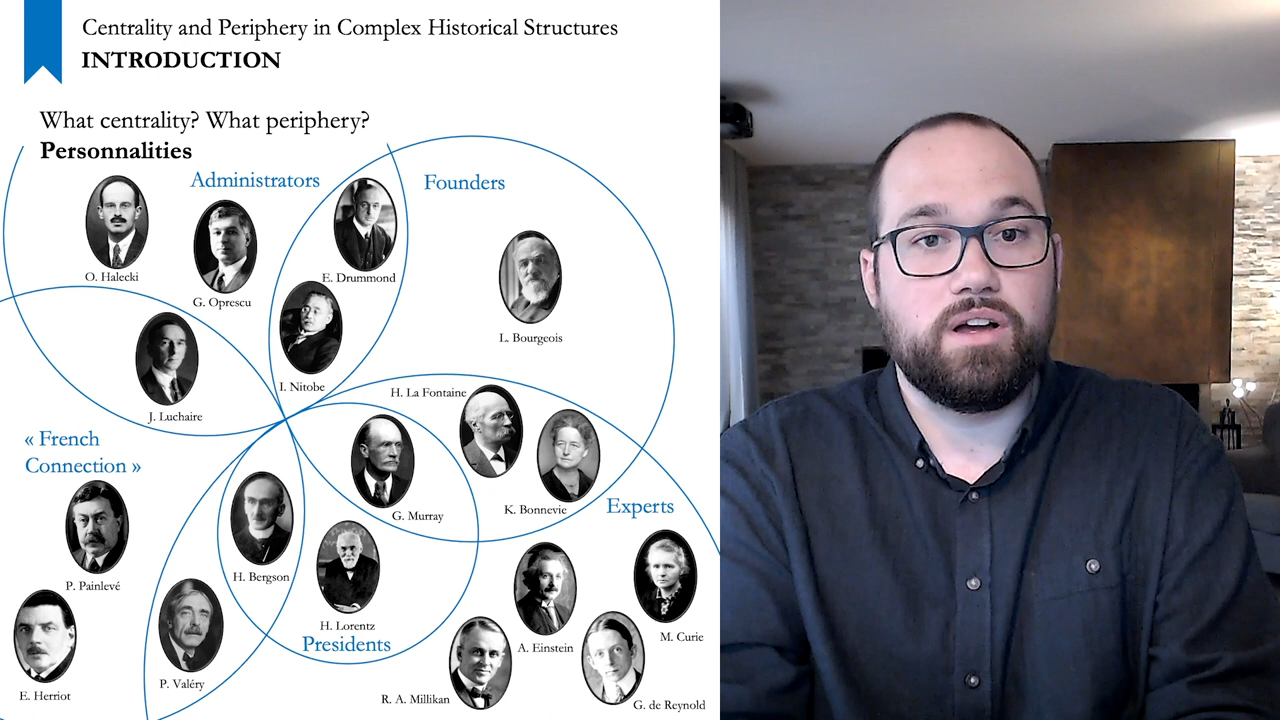 Centrality and Periphery in Complex Historical Structures
INTRODUCTION
What centrality? What periphery?
Personnalities
Administrators
Founders
O. Halecki
G. Oprescu
E. Drummond
L. Bourgeois
I. Nitobe
J. Luchaire
H. La Fontaine
« French
Connection »
K. Bonnevie
Experts
G. Murray
P. Painlevé
H. Bergson
H. Lorentz
Presidents
M. Curie
A. Einstein
P. Valéry
E. Herriot
R. A. Millikan
G. de Reynold